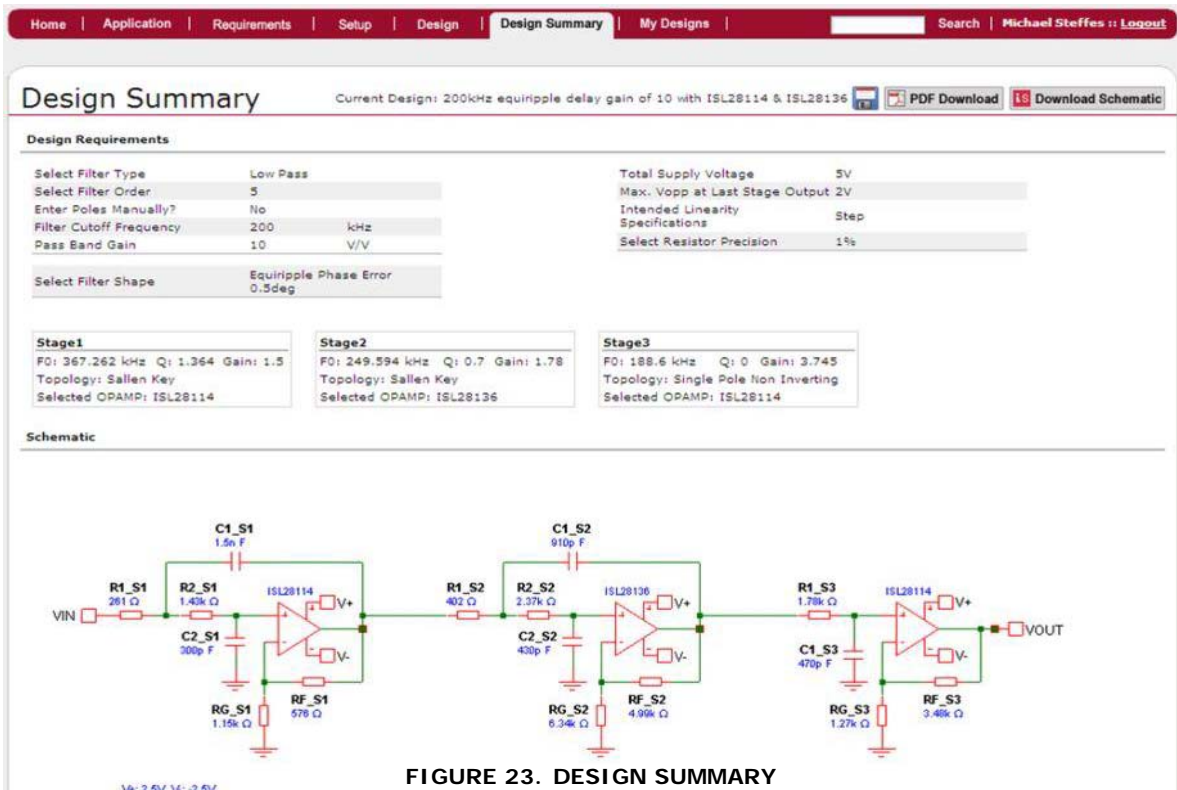 Home | Application | Requirements | Setup | Design | Design Summary | My Designs | Search | Michael Steffes :: Logout
Design Summary
Current Design: 200kHz equiripple delay gain of 10 with ISL28114 & ISL28136
PDF Download
Download Schematic
Design Requirements
Select Filter Type Low Pass
Select Filter Order 5
Enter Poles Manually? No
Filter Cutoff Frequency 200 kHz
Pass Band Gain 10 V/V
Select Filter Shape Equiripple Phase Error
0.5deg
Total Supply Voltage 5V
Max. Vopp at Last Stage Output 2V
Intended Linearity
Specifications Step
Select Resistor Precision 1%
Stage1
F0: 367.262 kHz Q: 1.364 Gain: 1.5
Topology: Sallen Key
Selected OPAMP: ISL28114
Stage2
F0: 249.594 kHz Q: 0.7 Gain: 1.78
Topology: Sallen Key
Selected OPAMP: ISL28136
Stage3
F0: 188.6 kHz Q: 0 Gain: 3.745
Topology: Single Pole Non Inverting
Selected OPAMP: ISL28114
Schematic
C1_S1
1.5n F
R1_S1
261 Ω
R2_S1
1.43k Ω
ISL28114
V+
VIN
+
-
C2_S1
300p F
V-
RF_S1
576 Ω
RG_S1
1.15k Ω
C1_S2
910p F
R1_S2
402 Ω
R2_S2
2.37k Ω
ISL28136
V+
+
-
C2_S2
430p F
V-
RF_S2
4.99k Ω
RG_S2
6.34k Ω
R1_S3
1.78k Ω
ISL28114
V+
+
-
VOUT
C1_S3
470p F
V-
RF_S3
3.48k Ω
RG_S3
1.27k Ω
V+: 2.5V, V-: -2.5V
FIGURE 23. DESIGN SUMMARY